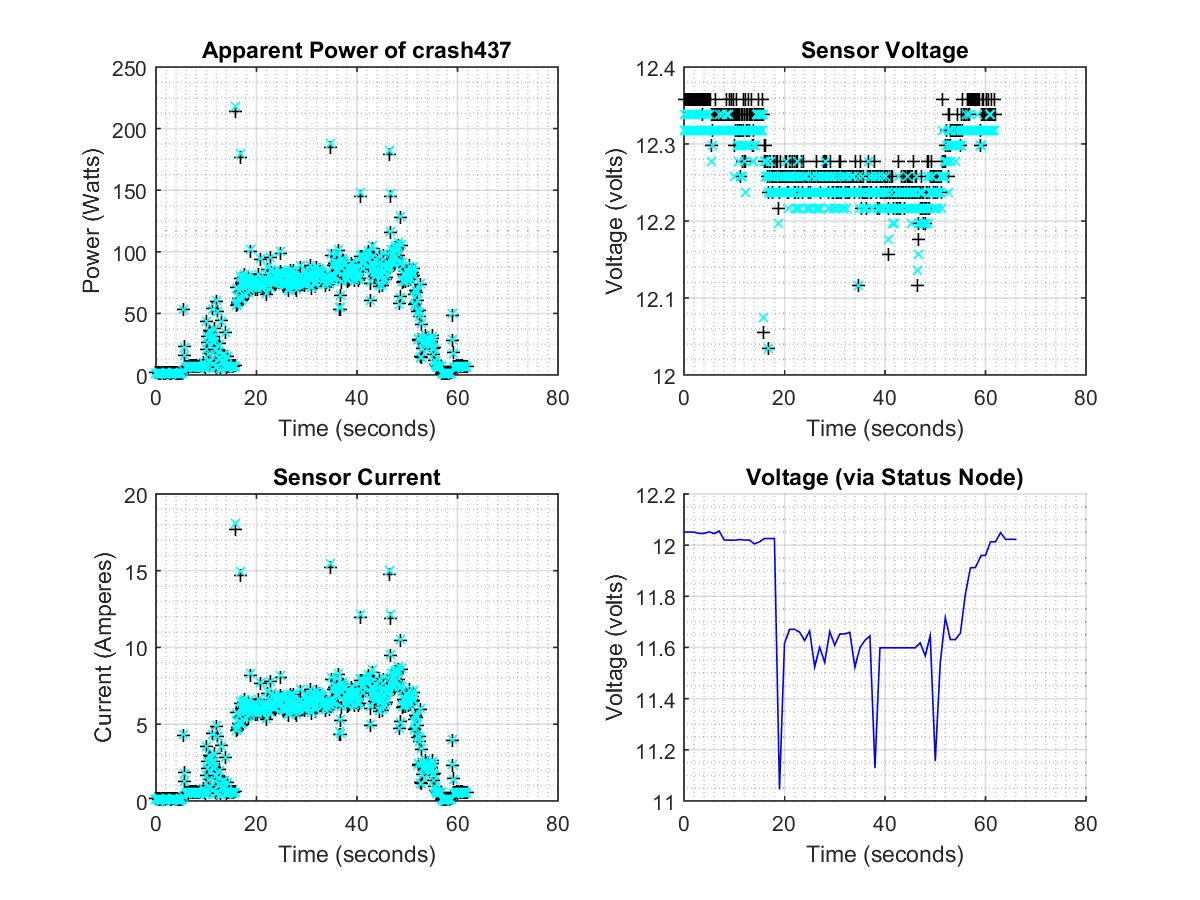 Apparent Power of crash437
250
200
150
100
50
0
Power (Watts)
0 20 40 60 80
Time (seconds)
Sensor Voltage
12.4
12.3
12.2
12.1
12
Voltage (volts)
0 20 40 60 80
Time (seconds)
Sensor Current
20
15
10
5
0
Current (Amperes)
0 20 40 60 80
Time (seconds)
Voltage (via Status Node)
12.2
12
11.8
11.6
11.4
11.2
11
Voltage (volts)
0 20 40 60 80
Time (seconds)